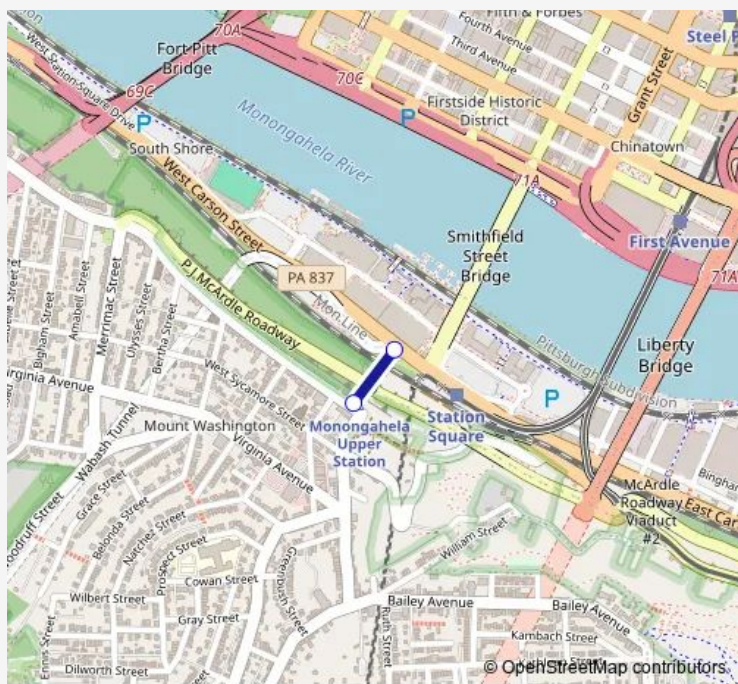 Fifth & Forbes
Fourth Avenue
Third Avenue
Grant Street
70A
Fort Pitt
Bridge
70C
West Station Square Drive
69C
Firstside Historic
District
Chinatown
Monongahela River
South Shore
71A
West Carson Street
Smithfield
Street
Bridge
First Avenue
71A
PA 837
P J McArdle Roadway
Mon Line
Pittsburgh Subdivision
Liberty
Bridge
Merrimac Street
Amabell Street
Bigham Street
Ulysses Street
Bertha Street
West Sycamore Street
Virginia Avenue
Mount Washington
Monongahela
Upper
Station
Station
Square
Wabash Tunnel
Virginia Avenue
Woodruff Street
Grace Street
Belonda Street
Natchez Street
Prospect Street
Cowan Street
Greenbush Street
William Street
McArdle
Roadway
Viaduct
#2
East Car
Wilbert Street
Gray Street
Bailey Avenue
Bailey Avenue
Ruth Street
Kambach Street
Ennis Street
Dilworth Street
© OpenStreetMap contributors